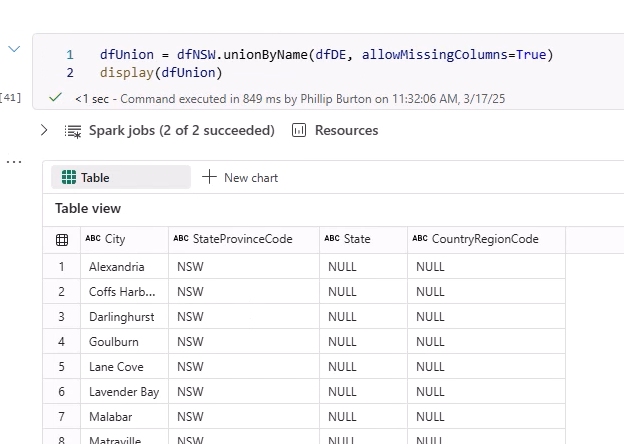 1 dfUnion = dfNSW.unionByName(dfDE, allowMissingColumns=True)
2 display(dfUnion)
[41] <1 sec - Command executed in 849 ms by Phillip Burton on 11:32:06 AM, 3/17/25
Spark jobs (2 of 2 succeeded) Resources
...
Table New chart
Table view
ABC City ABC StateProvinceCode ABC State ABC CountryRegionCode
1 Alexandria NSW NULL NULL
2 Coffs Harb... NSW NULL NULL
3 Darlinghurst NSW NULL NULL
4 Goulburn NSW NULL NULL
5 Lane Cove NSW NULL NULL
6 Lavender Bay NSW NULL NULL
7 Malabar NSW NULL NULL
8 Matraville NSW NULL NULL